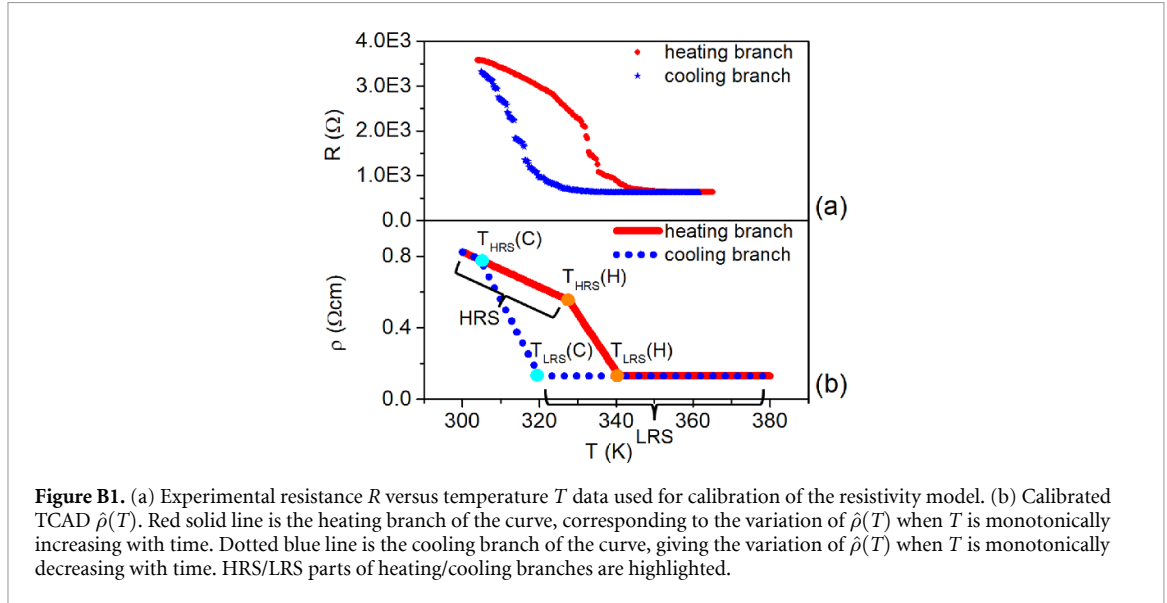 4.0E3
3.0E3
2.0E3
1.0E3
0.0
R (Ω)
heating branch
cooling branch
(a)
0.8
0.4
0.0
ρ (Ωcm)
heating branch
cooling branch
T_HRS(C)
T_HRS(H)
HRS
T_LRS(C)
T_LRS(H)
(b)
300 320 340 360 380
T (K)
LRS
Figure B1. (a) Experimental resistance R versus temperature T data used for calibration of the resistivity model. (b) Calibrated
TCAD ρ̂(T). Red solid line is the heating branch of the curve, corresponding to the variation of ρ̂(T) when T is monotonically
increasing with time. Dotted blue line is the cooling branch of the curve, giving the variation of ρ̂(T) when T is monotonically
decreasing with time. HRS/LRS parts of heating/cooling branches are highlighted.